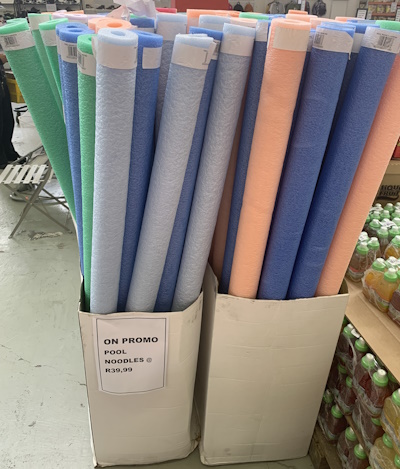 ON PROMO
POOL
NOODLES @
R39,99